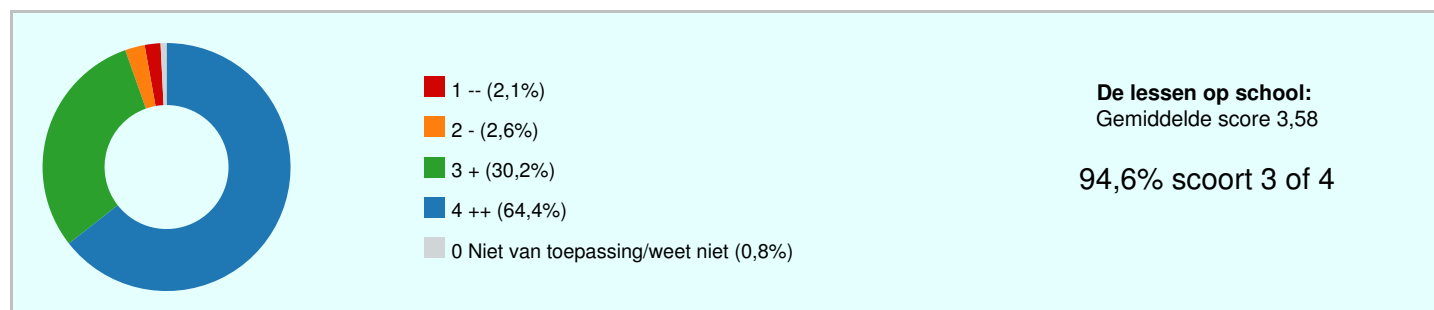 1 -- (2,1%)
2 - (2,6%)
3 + (30,2%)
4 ++ (64,4%)
0 Niet van toepassing/weet niet (0,8%)
De lessen op school:
Gemiddelde score 3,58
94,6% scoort 3 of 4